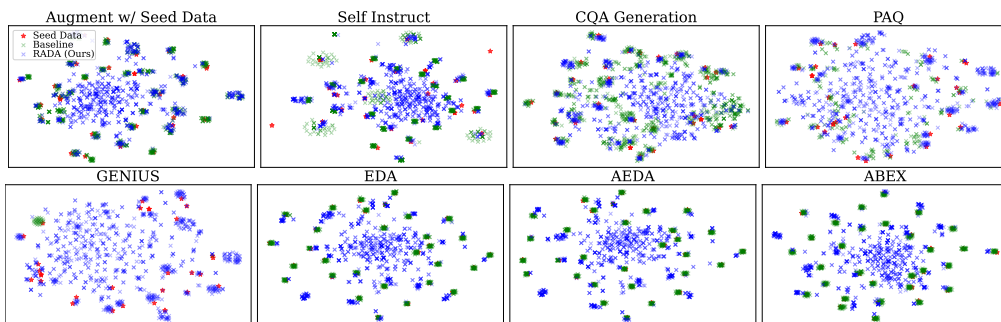 Augment w/ Seed Data
Self Instruct
CQA Generation
PAQ
Seed Data
Baseline
RADA (Ours)
GENIUS
EDA
AEDA
ABEX